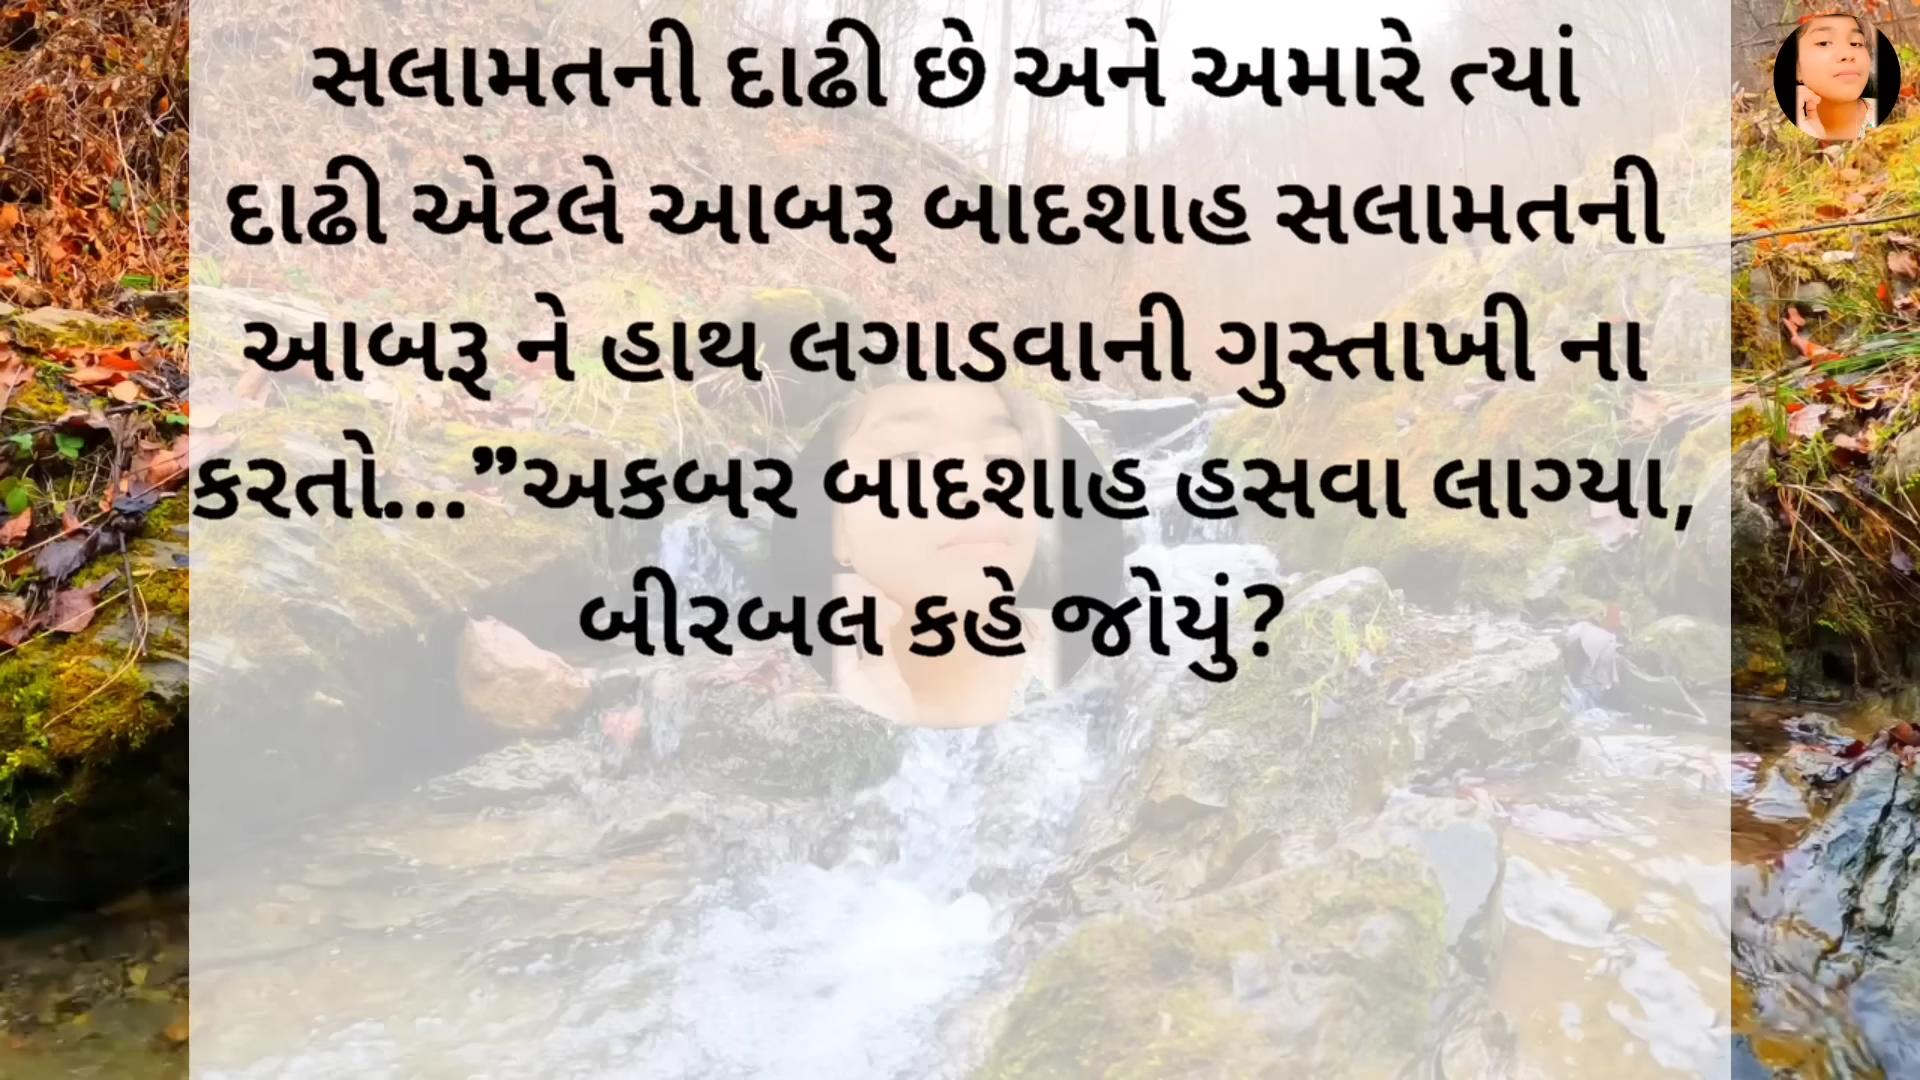 સલામતની દાઢી છે અને અમારે ત્યાં
દાઢી એટલે આબરૂ બાદશાહ સલામતની
આબરૂ ને હાથ લગાડવાની ગુસ્તાખી ના
કરતો...”અકબર બાદશાહ હસવા લાગ્યા,
બીરબલ કહે જોયું?